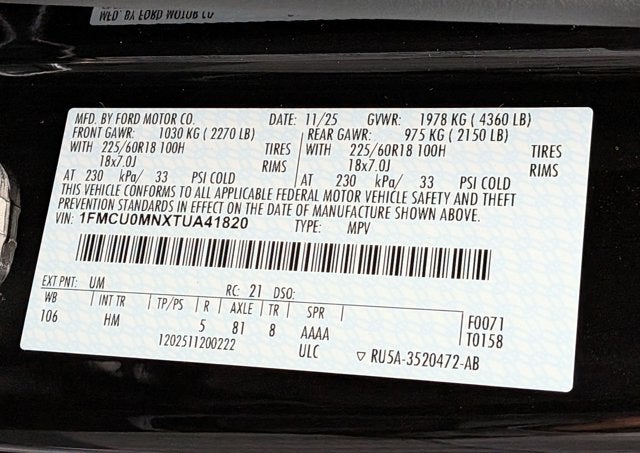 MFD. BY FORD MOTOR CO.
MFD. BY FORD MOTOR CO. DATE: 11/25 GVWR: 1978 KG ( 4360 LB)
FRONT GAWR: 1030 KG ( 2270 LB) REAR GAWR: 975 KG ( 2150 LB)
WITH 225/60R18 100H TIRES WITH 225/60R18 100H TIRES
18x7.0J RIMS 18x7.0J RIMS
AT 230 kPa/ 33 PSI COLD AT 230 kPa/ 33 PSI COLD
THIS VEHICLE CONFORMS TO ALL APPLICABLE FEDERAL MOTOR VEHICLE SAFETY AND THEFT
PREVENTION STANDARDS IN EFFECT ON THE DATE OF MANUFACTURE SHOWN ABOVE.
VIN: 1FMCU0MNXTUA41820 TYPE: MPV
EXT PNT: UM RC: 21 DSO:
WB INT TR TP/PS R AXLE TR SPR
106 HM 5 81 8 AAAA F0071
1202511200222 ULC T0158
▽ RU5A-3520472-AB